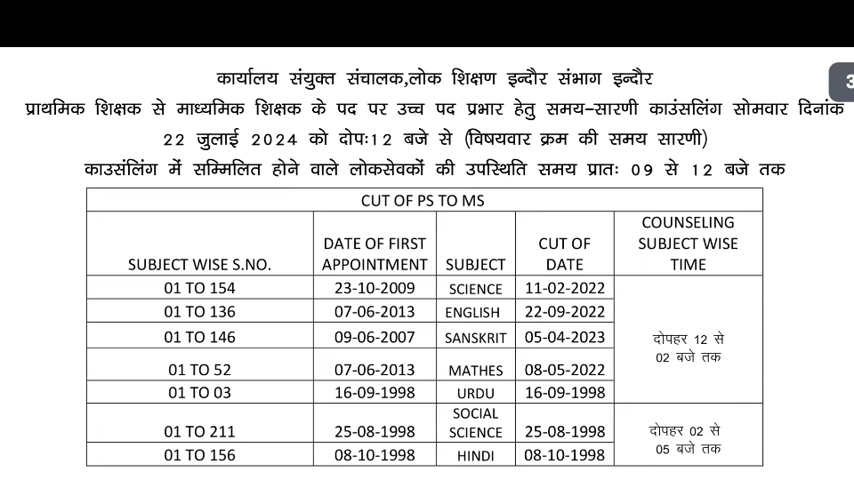 3
कार्यालय संयुक्त संचालक,लोक शिक्षण इन्दौर संभाग इन्दौर
प्राथमिक शिक्षक से माध्यमिक शिक्षक के पद पर उच्च पद प्रभार हेतु समय–सारणी काउंसलिंग सोमवार दिनांक
22 जुलाई 2024 को दोपः12 बजे से (विषयवार क्रम की समय सारणी)
काउसंलिंग में सम्मिलित होने वाले लोकसेवकों की उपस्थिति समय प्रातः 09 से 12 बजे तक
CUT OF PS TO MS
SUBJECT WISE S.NO. DATE OF FIRST APPOINTMENT SUBJECT CUT OF DATE COUNSELING SUBJECT WISE TIME
01 TO 154 23-10-2009 SCIENCE 11-02-2022
01 TO 136 07-06-2013 ENGLISH 22-09-2022
01 TO 146 09-06-2007 SANSKRIT 05-04-2023 दोपहर 12 से 02 बजे तक
01 TO 52 07-06-2013 MATHES 08-05-2022
01 TO 03 16-09-1998 URDU 16-09-1998
01 TO 211 25-08-1998 SOCIAL SCIENCE 25-08-1998 दोपहर 02 से 05 बजे तक
01 TO 156 08-10-1998 HINDI 08-10-1998